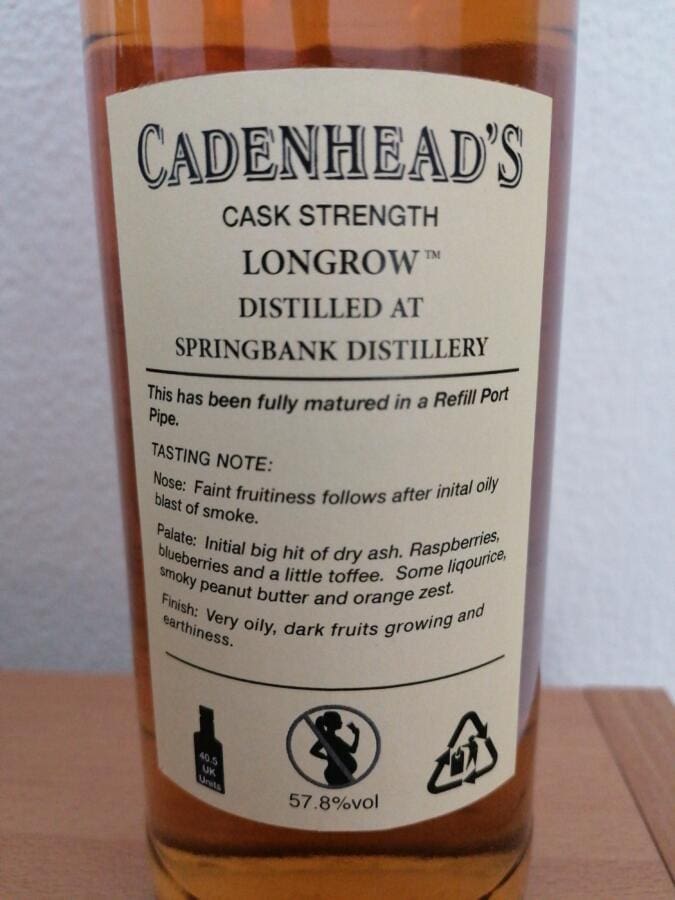 CADENHEAD'S
CASK STRENGTH
LONGROW™
DISTILLED AT
SPRINGBANK DISTILLERY
This has been fully matured in a Refill Port
Pipe.
TASTING NOTE:
Nose: Faint fruitiness follows after inital oily
blast of smoke.
Palate: Initial big hit of dry ash. Raspberries,
blueberries and a little toffee. Some liqourice,
smoky peanut butter and orange zest.
Finish: Very oily, dark fruits growing and
earthiness.
40.5
UK
Units
57.8%vol